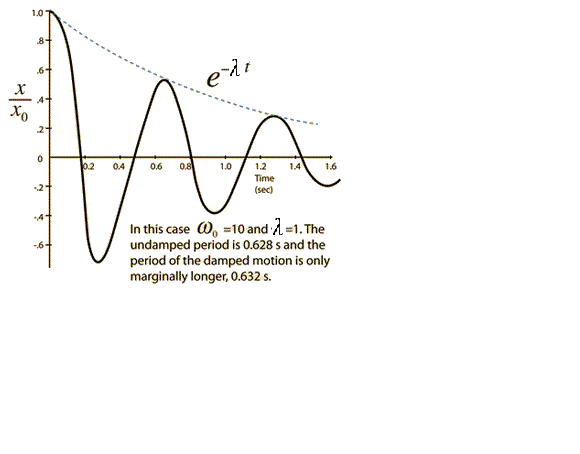 1.0
.8
.6
.4
.2
0
-.2
-.4
-.6
x
x₀
e^−λt
0.2 0.4 0.6 0.8 1.0 1.2 1.4 1.6
Time
(sec)
In this case ω₀ =10 and λ =1. The
undamped period is 0.628 s and the
period of the damped motion is only
marginally longer, 0.632 s.